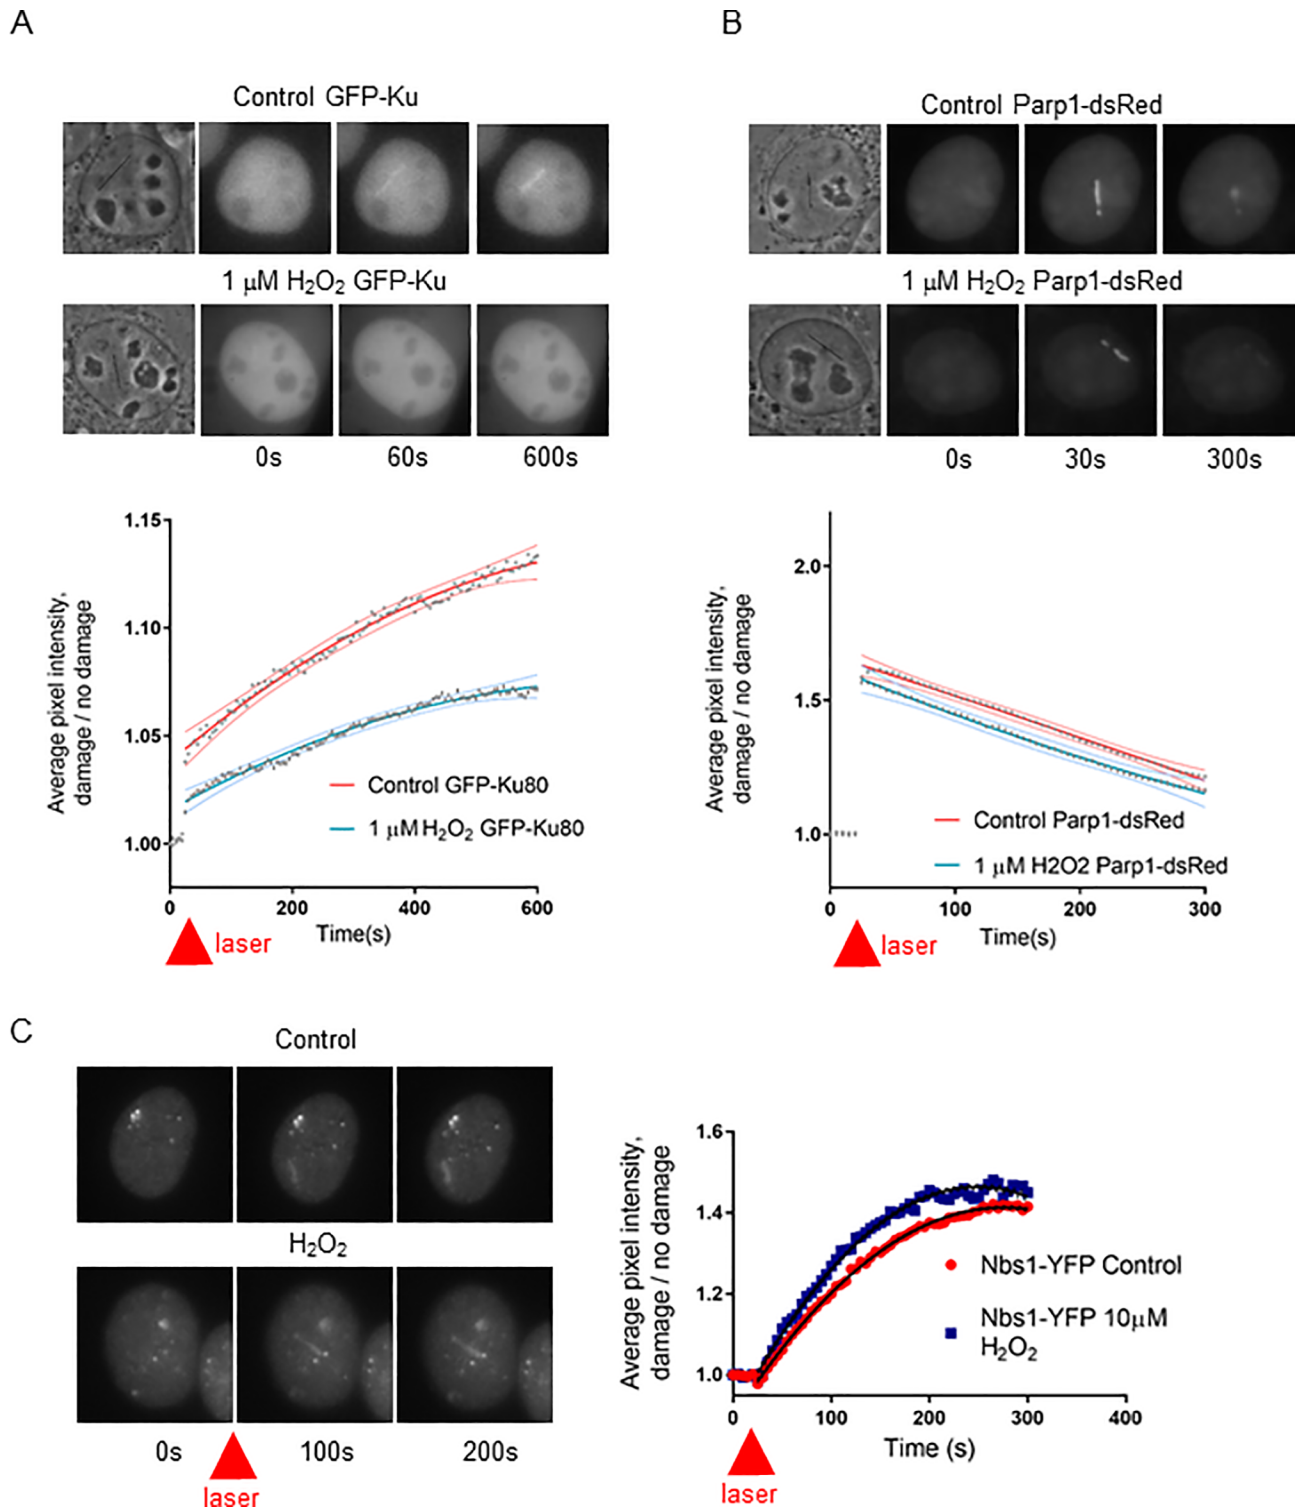 A
B
Control GFP-Ku
1 μM H₂O₂ GFP-Ku
0s 60s 600s
Control Parp1-dsRed
1 μM H₂O₂ Parp1-dsRed
0s 30s 300s
Average pixel intensity,
damage / no damage
1.15
1.10
1.05
1.00
Control GFP-Ku80
1 μM H₂O₂ GFP-Ku80
0 200 400 600
Time(s)
laser
Average pixel intensity,
damage / no damage
2.0
1.5
1.0
Control Parp1-dsRed
1 μM H2O2 Parp1-dsRed
0 100 200 300
Time(s)
laser
C
Control
H₂O₂
0s 100s 200s
laser
Average pixel intensity,
damage / no damage
1.6
1.4
1.2
1.0
Nbs1-YFP Control
Nbs1-YFP 10μM
H₂O₂
0 100 200 300 400
Time (s)
laser